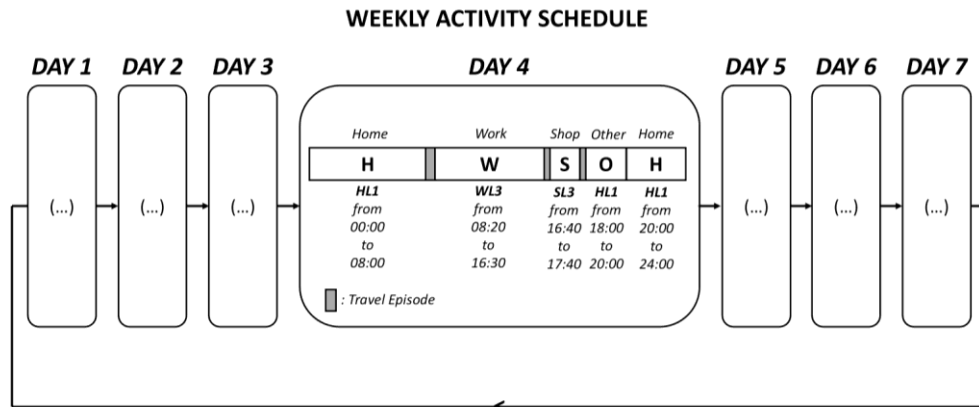 WEEKLY ACTIVITY SCHEDULE
DAY 1 DAY 2 DAY 3 DAY 4 DAY 5 DAY 6 DAY 7
Home Work Shop Other Home
H W S O H
HL1 WL3 SL3 HL1 HL1
from from from from from
(...) (...) (...) 00:00 08:20 16:40 18:00 20:00 (...) (...) (...)
to to to to to
08:00 16:30 17:40 20:00 24:00
: Travel Episode